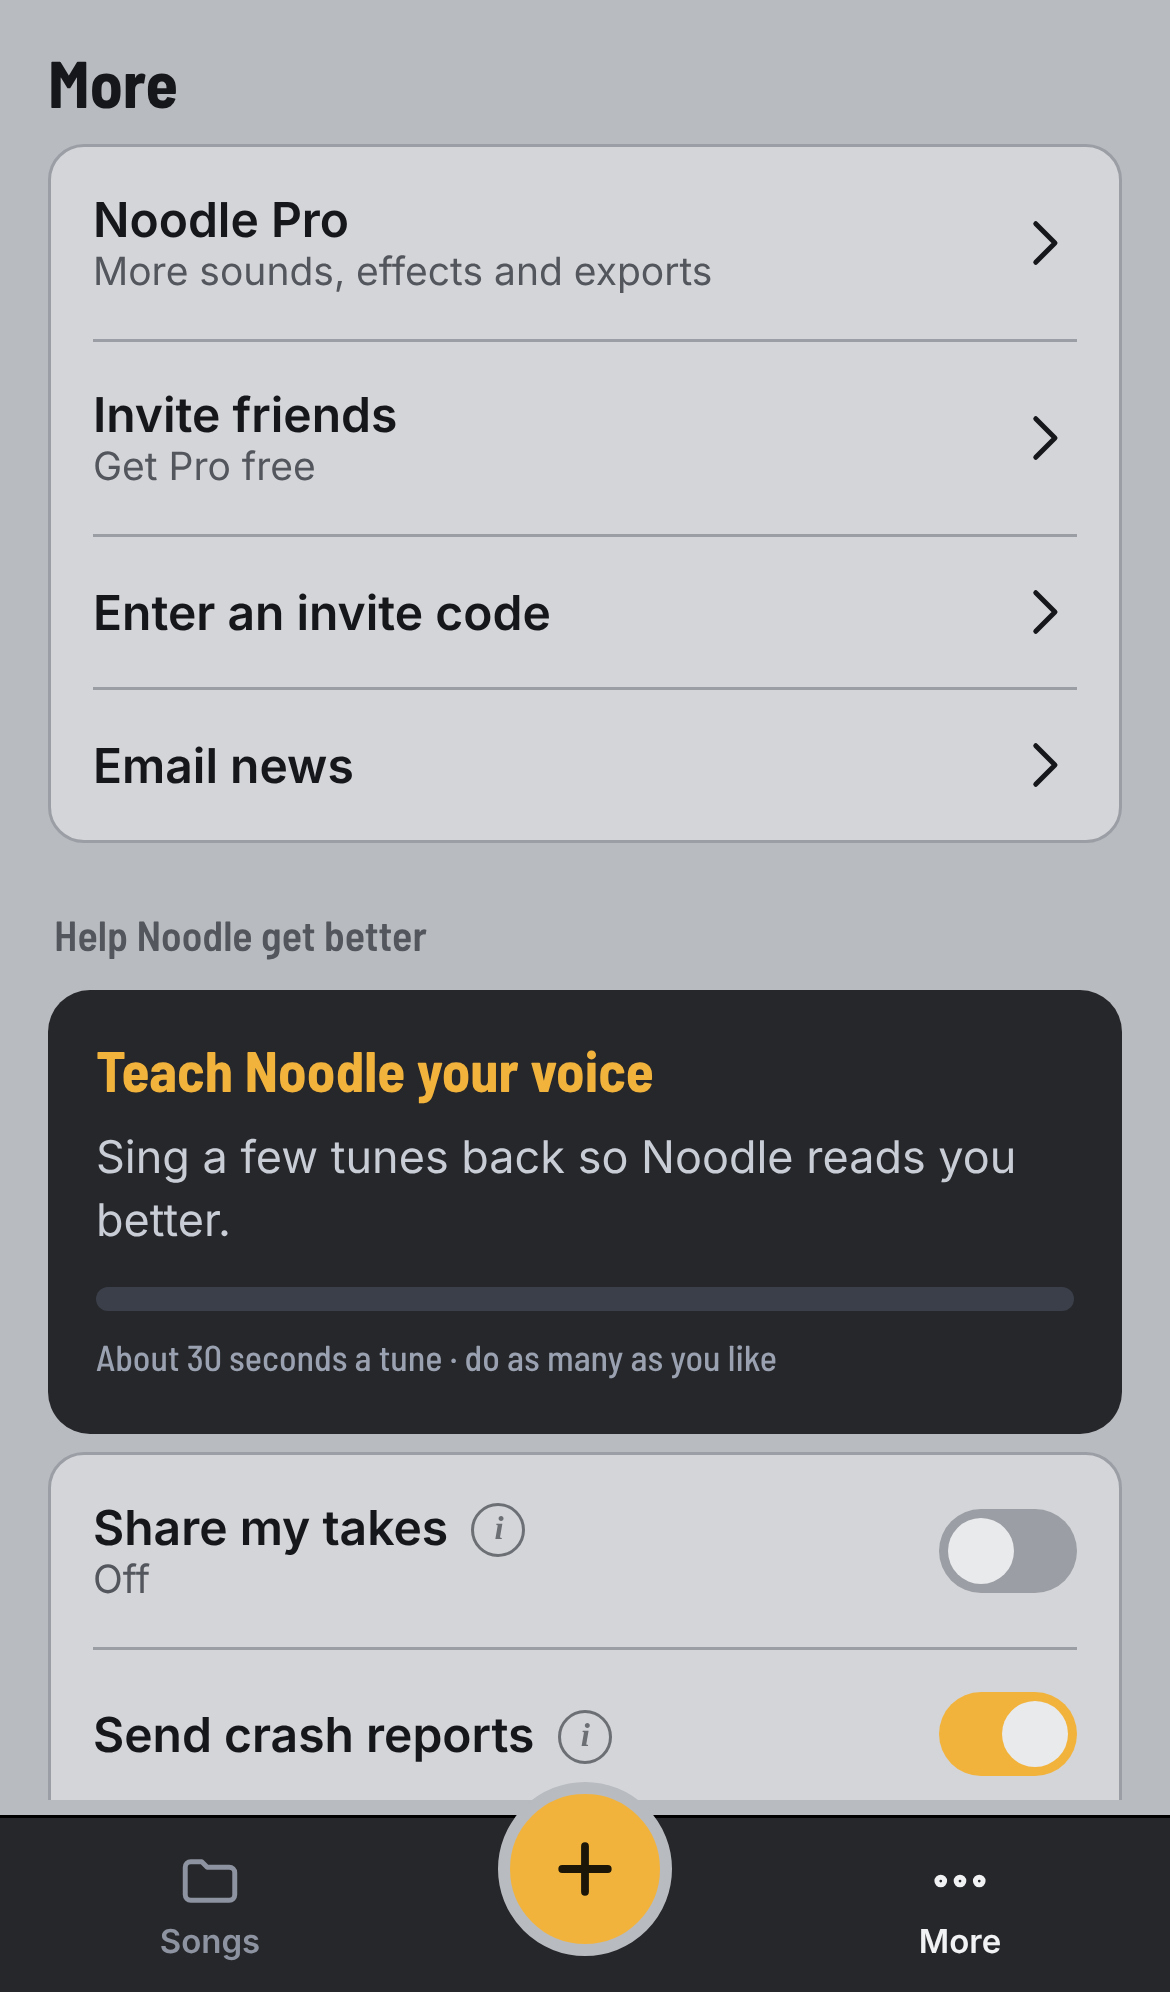 More
Noodle Pro
More sounds, effects and exports
Invite friends
Get Pro free
Enter an invite code
Email news
Help Noodle get better
Teach Noodle your voice
Sing a few tunes back so Noodle reads you
better.
About 30 seconds a tune · do as many as you like
Share my takes i
Off
Send crash reports i
Songs
More